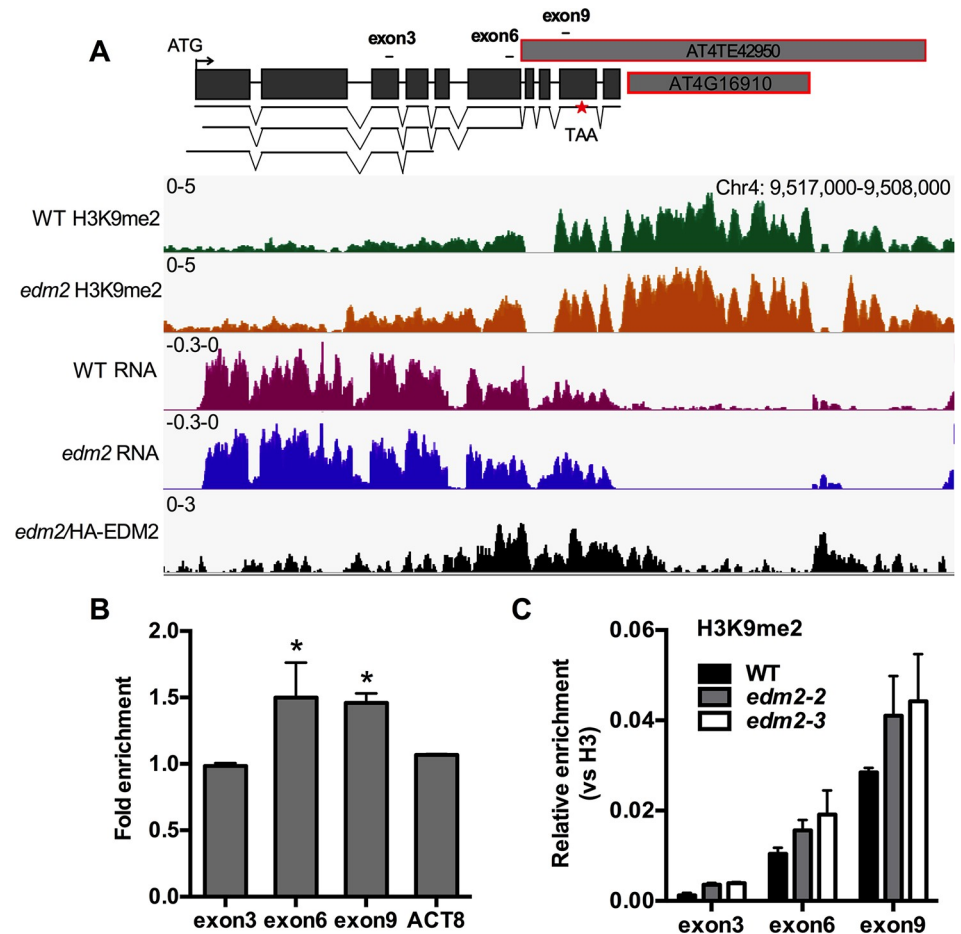 A
ATG
exon3
exon6
exon9
AT4TE42950
AT4G16910
TAA
0-5
Chr4: 9,517,000-9,508,000
WT H3K9me2
0-5
edm2 H3K9me2
-0.3-0
WT RNA
-0.3-0
edm2 RNA
0-3
edm2/HA-EDM2
B
Fold enrichment
2.0
1.5
1.0
0.5
0.0
*
*
exon3 exon6 exon9 ACT8
C
Relative enrichment
(vs H3)
0.06
0.04
0.02
0.00
H3K9me2
WT
edm2-2
edm2-3
exon3 exon6 exon9